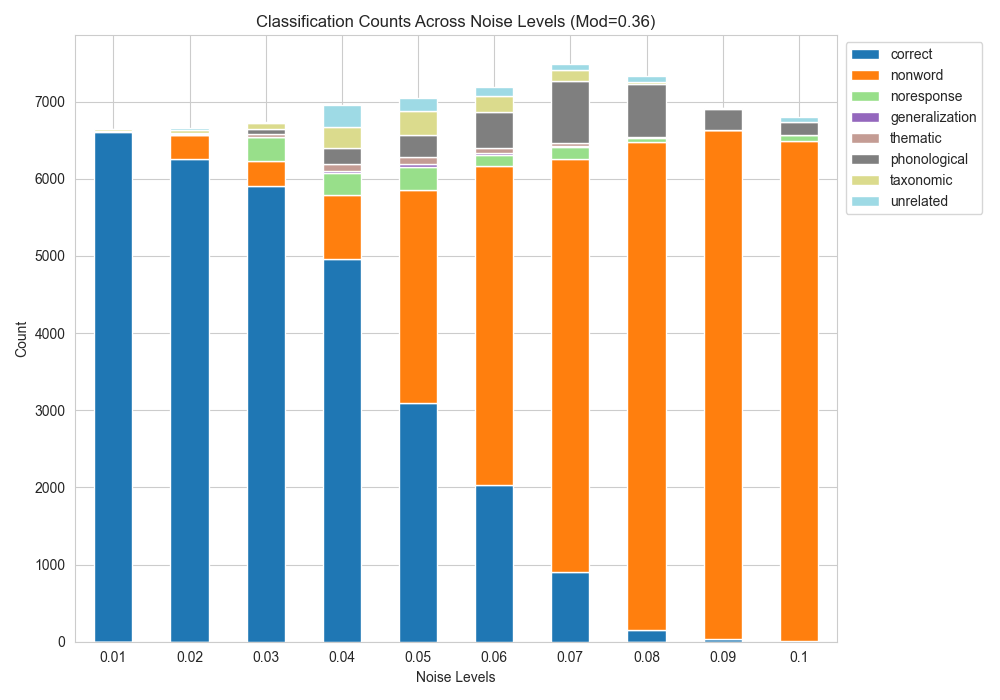 Classification Counts Across Noise Levels (Mod=0.36)
correct
nonword
noresponse
generalization
thematic
phonological
taxonomic
unrelated
Count
7000
6000
5000
4000
3000
2000
1000
0
0.01 0.02 0.03 0.04 0.05 0.06 0.07 0.08 0.09 0.1
Noise Levels